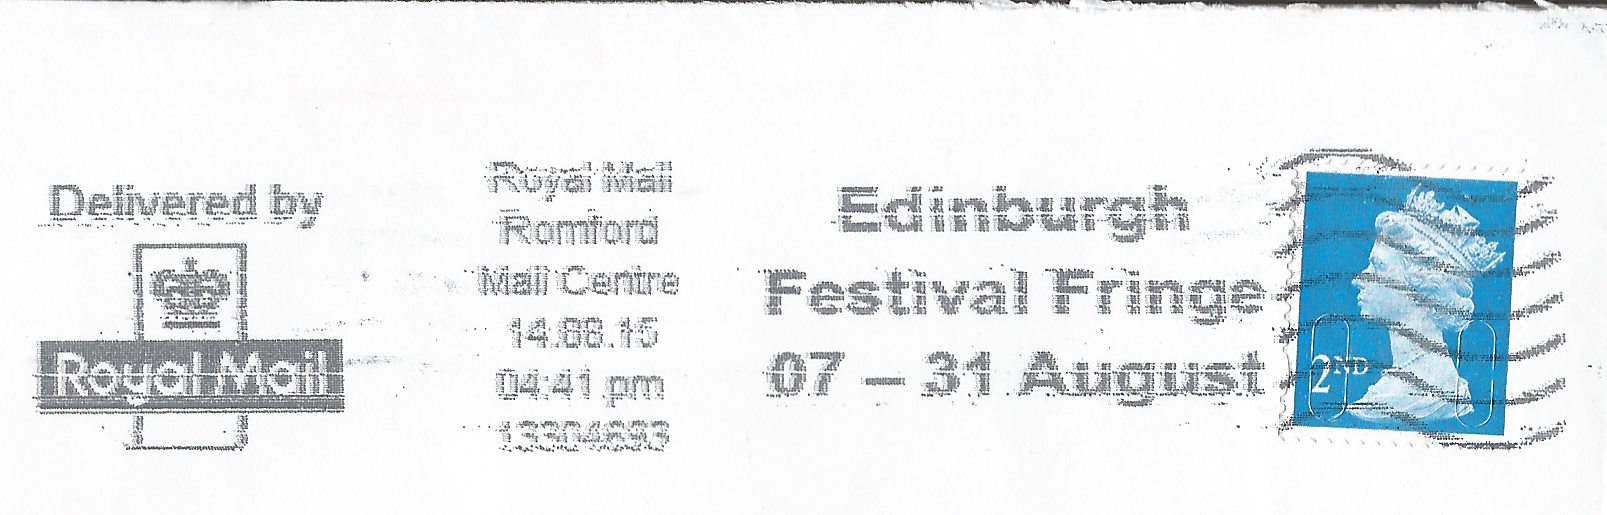 Delivered by
Royal Mail
Royal Mail
Romford
Mail Centre
14.08.15
04:41 pm
Edinburgh
Festival Fringe
07 – 31 August
2ND